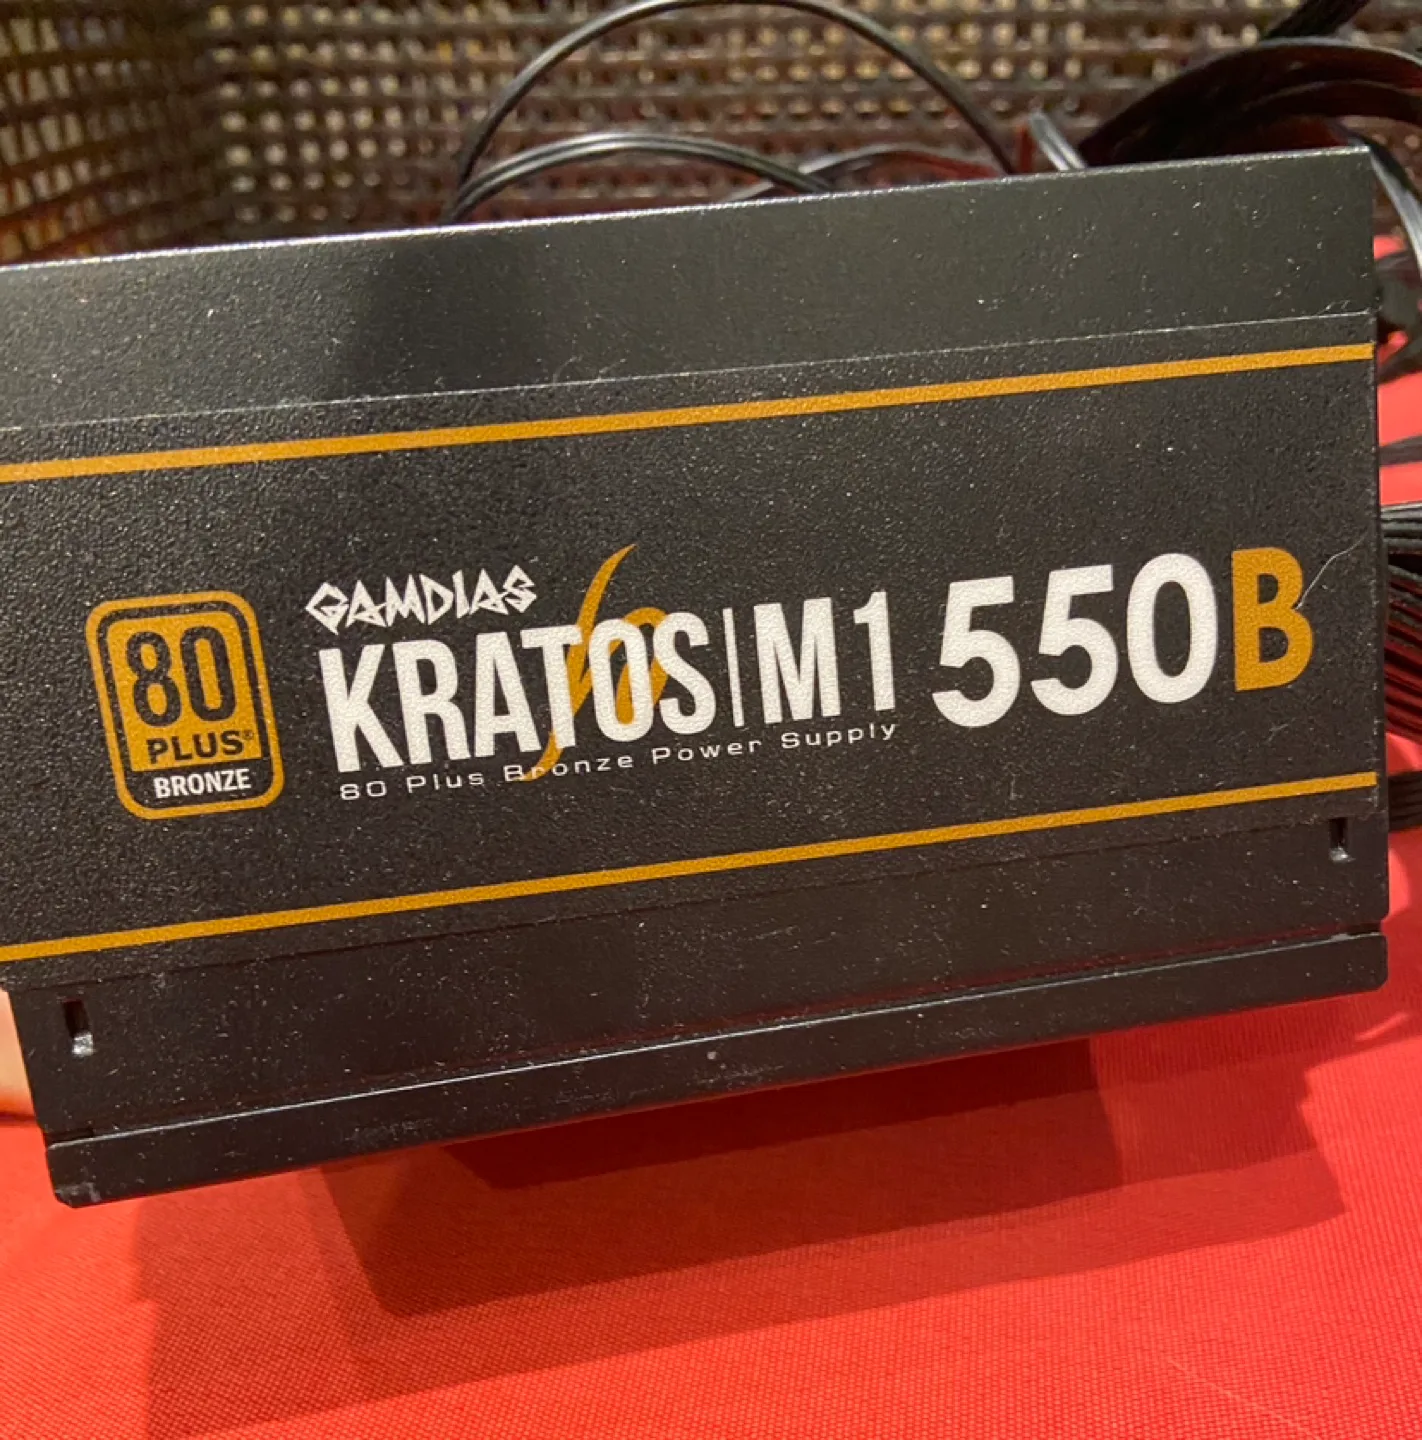 80
PLUS®
BRONZE
GAMDIAS
KRATOS|M1 550B
80 Plus Bronze Power Supply